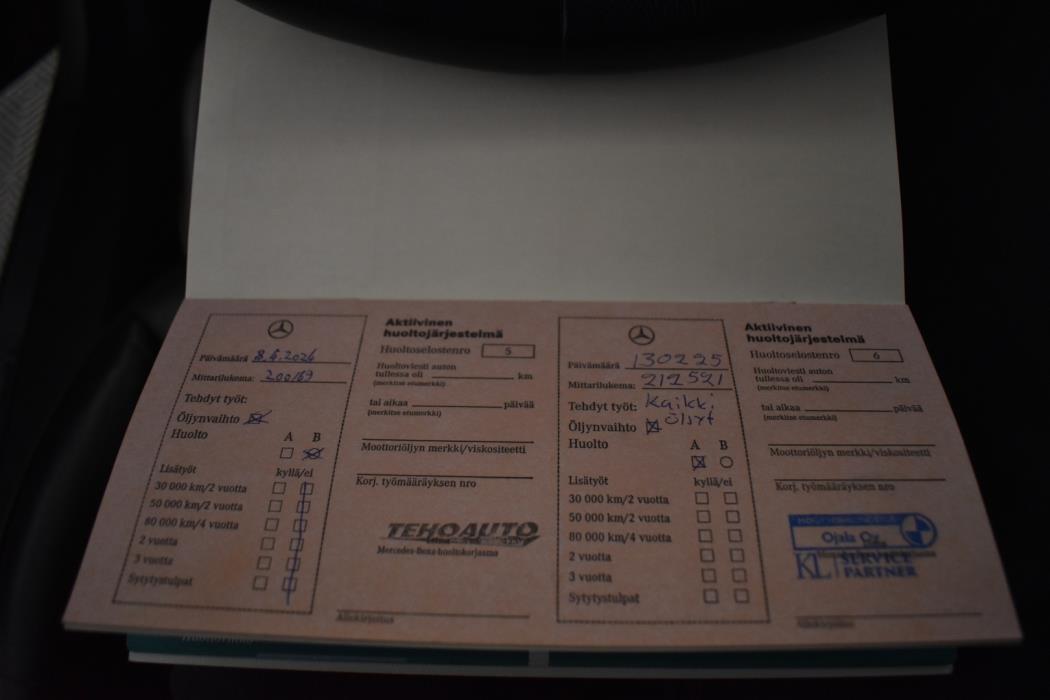 Päivämäärä 8.5.2024
Mittarilukema: 200169
Tehdyt työt:
Öljynvaihto
Huolto A B
Lisätyöt kyllä/ei
30 000 km/2 vuotta
50 000 km/2 vuotta
80 000 km/4 vuotta
2 vuotta
3 vuotta
Sytytystulpat
Aktiivinen
huoltojärjestelmä
Huoltoselostenro 5
Huoltoviesti auton
tullessa oli km
(merkitse etumerkki)
tai aikaa päivää
(merkitse etumerkki)
Moottoriöljyn merkki/viskositeetti
Korj. työmääräyksen nro
TEHOAUTO
Mercedes-Benz-huoltokorjaamo
Allekirjoitus
Päivämäärä 130225
Mittarilukema: 212521
Tehdyt työt: Kaikki
Öljynvaihto öljyt
Huolto A B
Lisätyöt kyllä/ei
30 000 km/2 vuotta
50 000 km/2 vuotta
80 000 km/4 vuotta
2 vuotta
3 vuotta
Sytytystulpat
Aktiivinen
huoltojärjestelmä
Huoltoselostenro 6
Huoltoviesti auton
tullessa oli km
(merkitse etumerkki)
tai aikaa päivää
(merkitse etumerkki)
Moottoriöljyn merkki/viskositeetti
Korj. työmääräyksen nro
Ojala Oy
KL SERVICE
PARTNER
Allekirjoitus